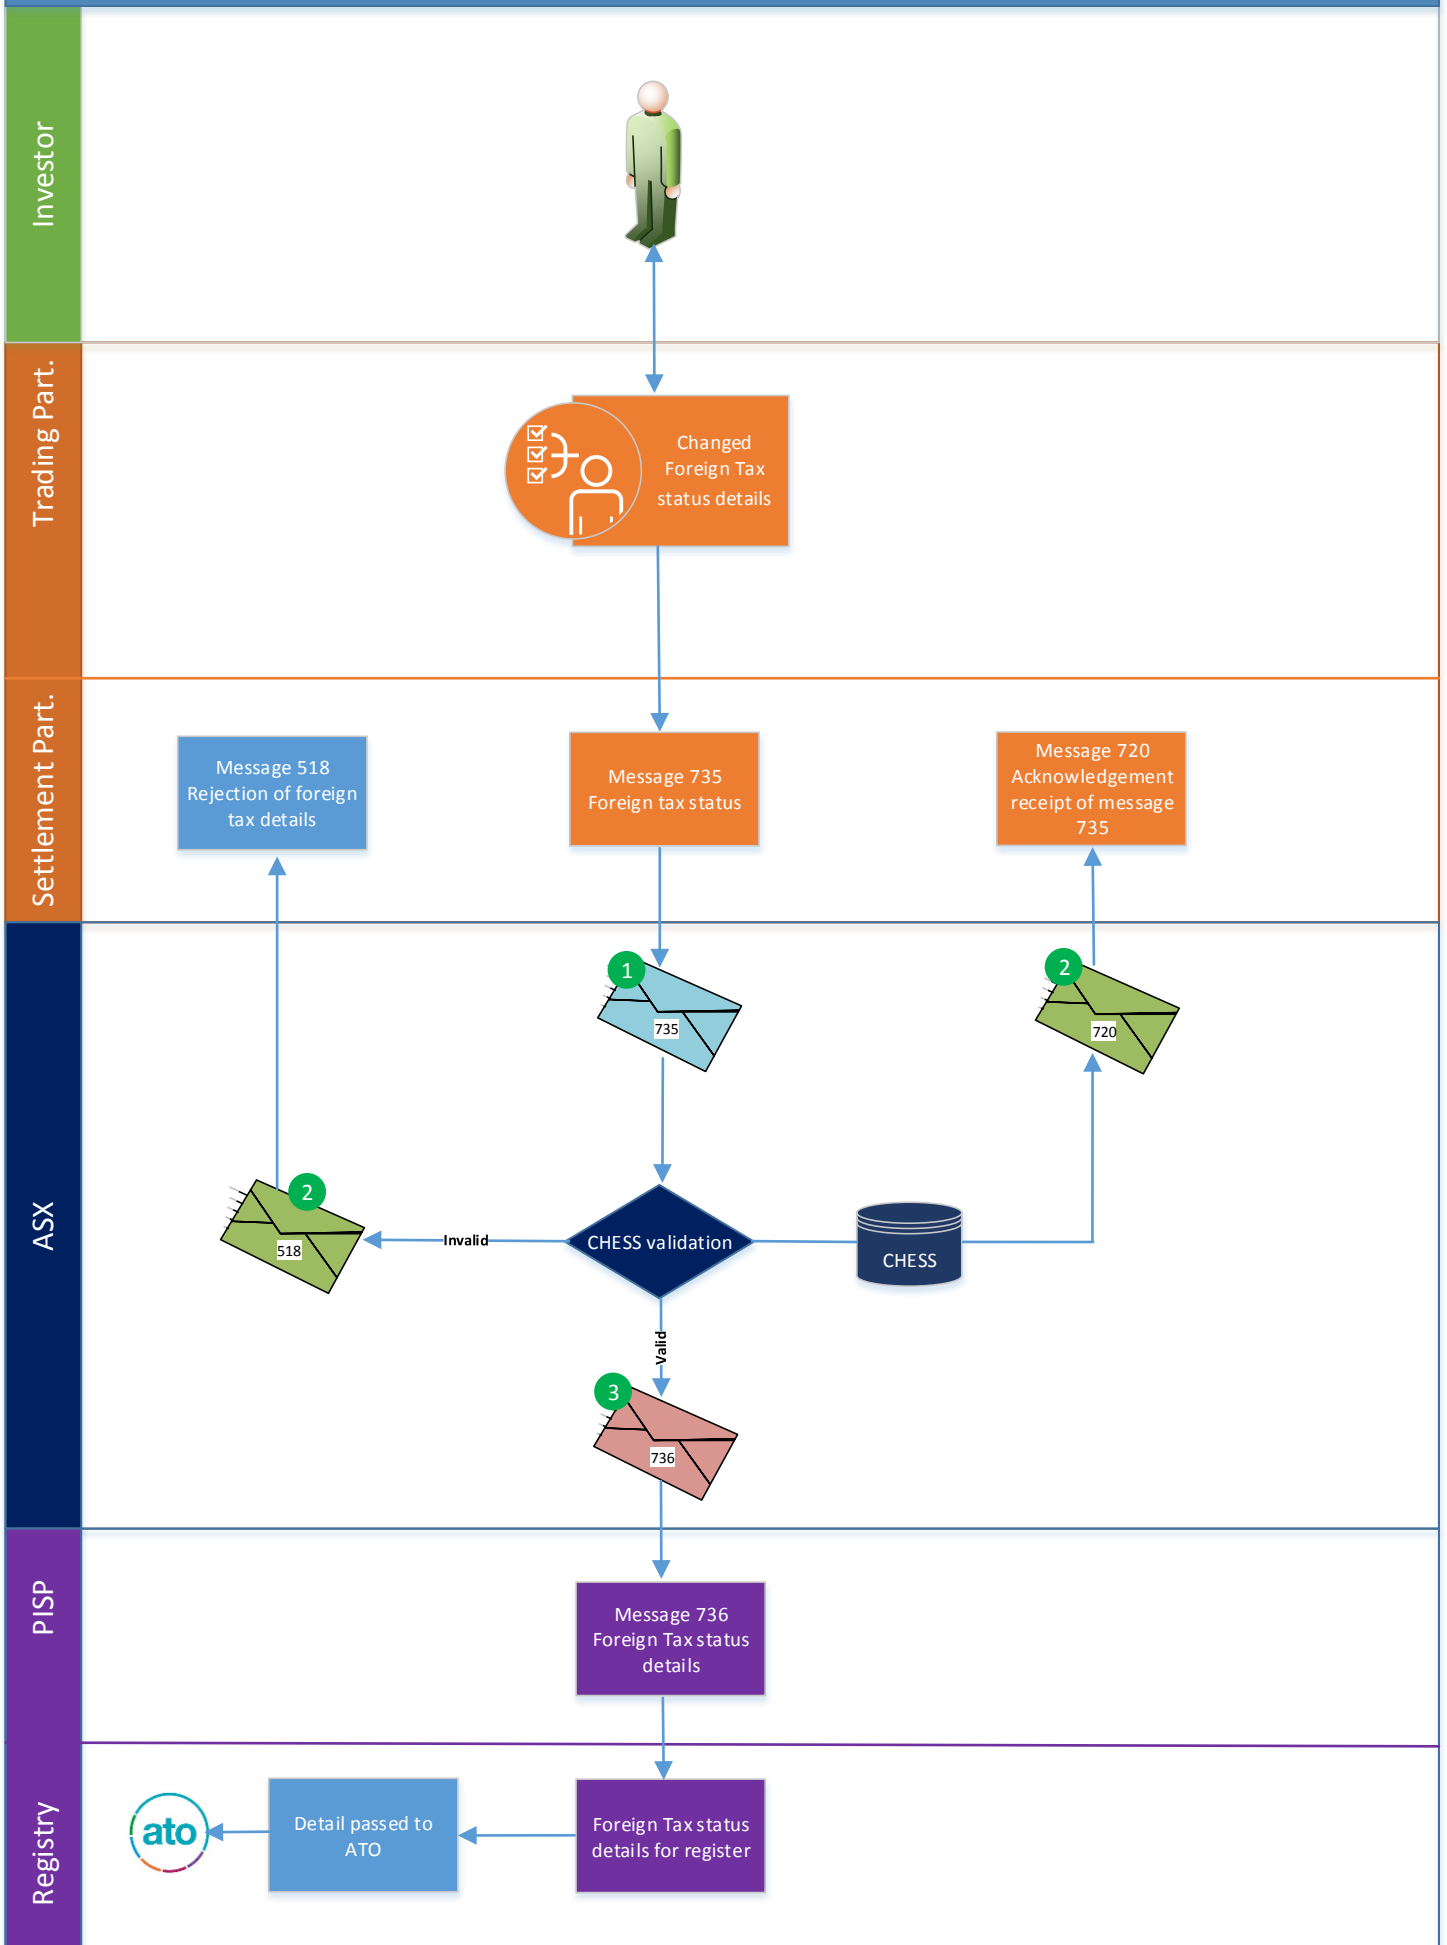 Investor
Trading Part.
Changed
Foreign Tax
status details
Settlement Part.
Message 518
Rejection of foreign
tax details
Message 735
Foreign tax status
Message 720
Acknowledgement
receipt of message
735
ASX
1
735
2
720
2
518
Invalid
CHESS validation
CHESS
Valid
3
736
PISP
Message 736
Foreign Tax status
details
Registry
ato
Detail passed to
ATO
Foreign Tax status
details for register